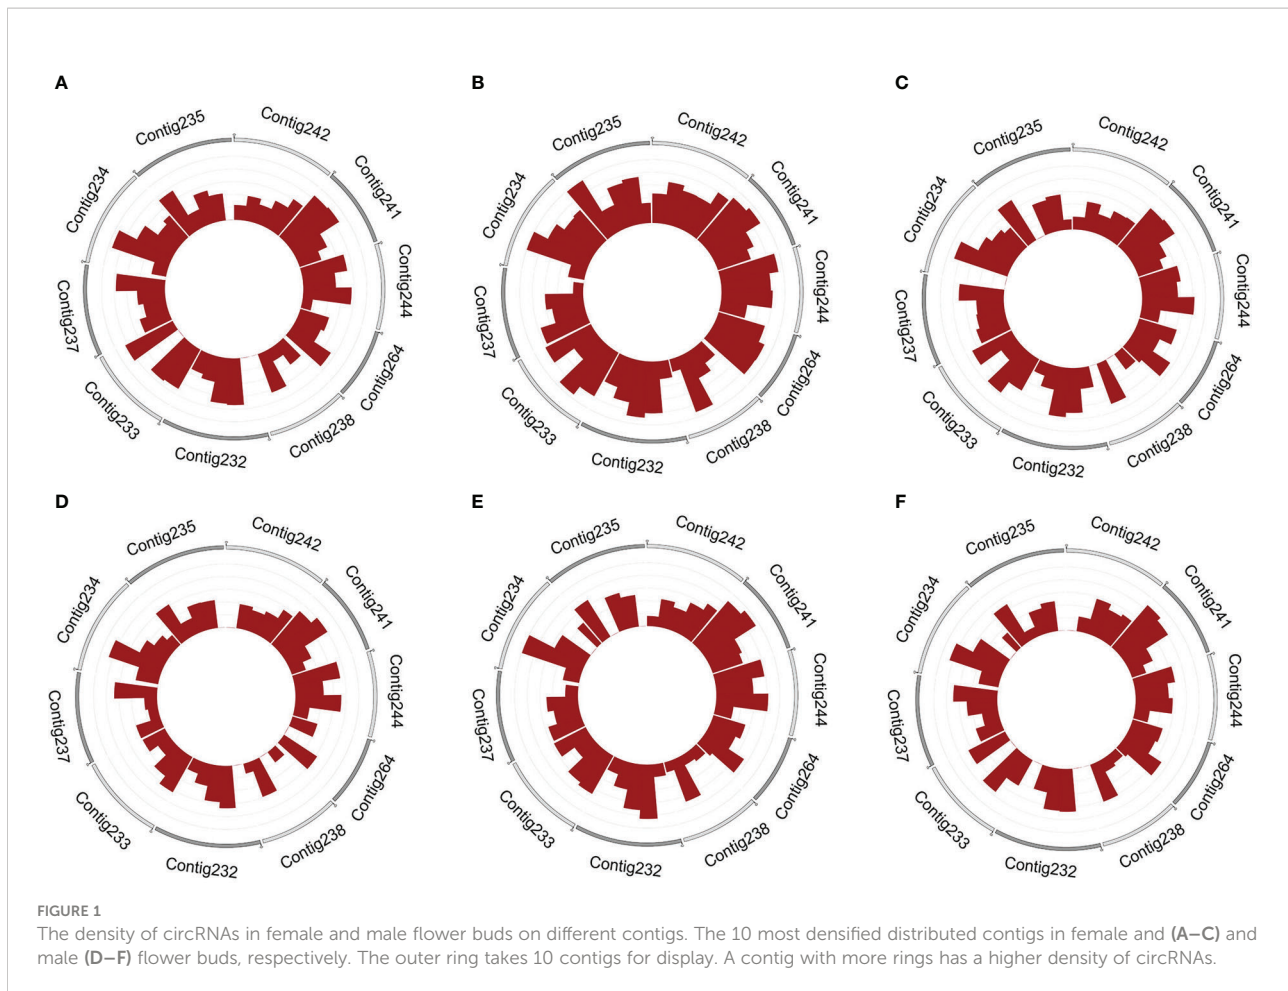 A
Contig235
Contig242
Contig234
Contig241
Contig244
Contig237
Contig264
Contig233
Contig238
Contig232
B
Contig235
Contig242
Contig234
Contig241
Contig244
Contig237
Contig264
Contig233
Contig238
Contig232
C
Contig235
Contig242
Contig234
Contig241
Contig244
Contig237
Contig264
Contig233
Contig238
Contig232
D
Contig235
Contig242
Contig234
Contig241
Contig244
Contig237
Contig264
Contig233
Contig238
Contig232
E
Contig235
Contig242
Contig234
Contig241
Contig244
Contig237
Contig264
Contig233
Contig238
Contig232
F
Contig235
Contig242
Contig234
Contig241
Contig244
Contig237
Contig264
Contig233
Contig238
Contig232
FIGURE 1
The density of circRNAs in female and male flower buds on different contigs. The 10 most densified distributed contigs in female and (A–C) and
male (D–F) flower buds, respectively. The outer ring takes 10 contigs for display. A contig with more rings has a higher density of circRNAs.